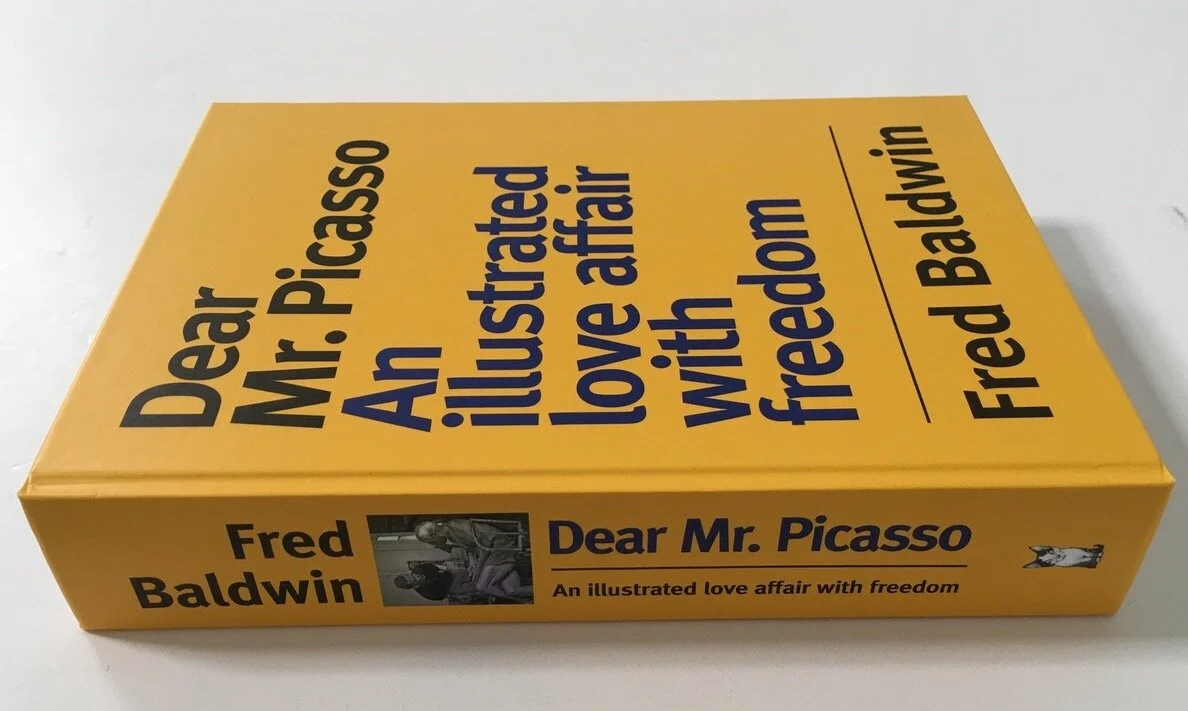 Dear
Mr. Picasso
An
illustrated
love affair
with
freedom
Fred Baldwin
Fred
Baldwin
Dear Mr. Picasso
An illustrated love affair with freedom